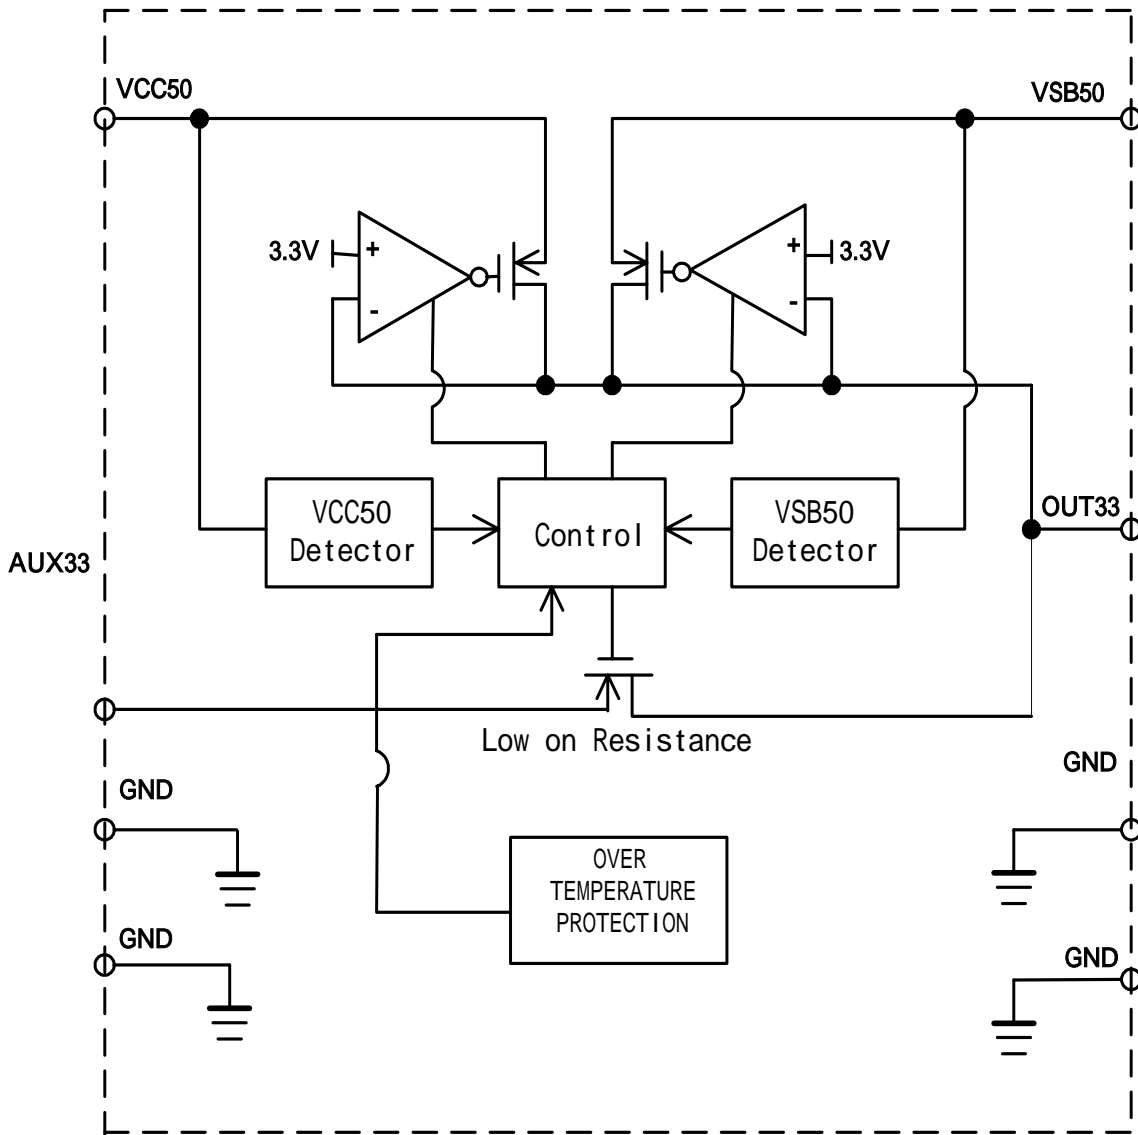 VCC50
VSB50
3.3V
+
-
+
-
3.3V
VCC50
Detector
Control
VSB50
Detector
OUT33
AUX33
Low on Resistance
GND
GND
OVER
TEMPERATURE
PROTECTION
GND
GND